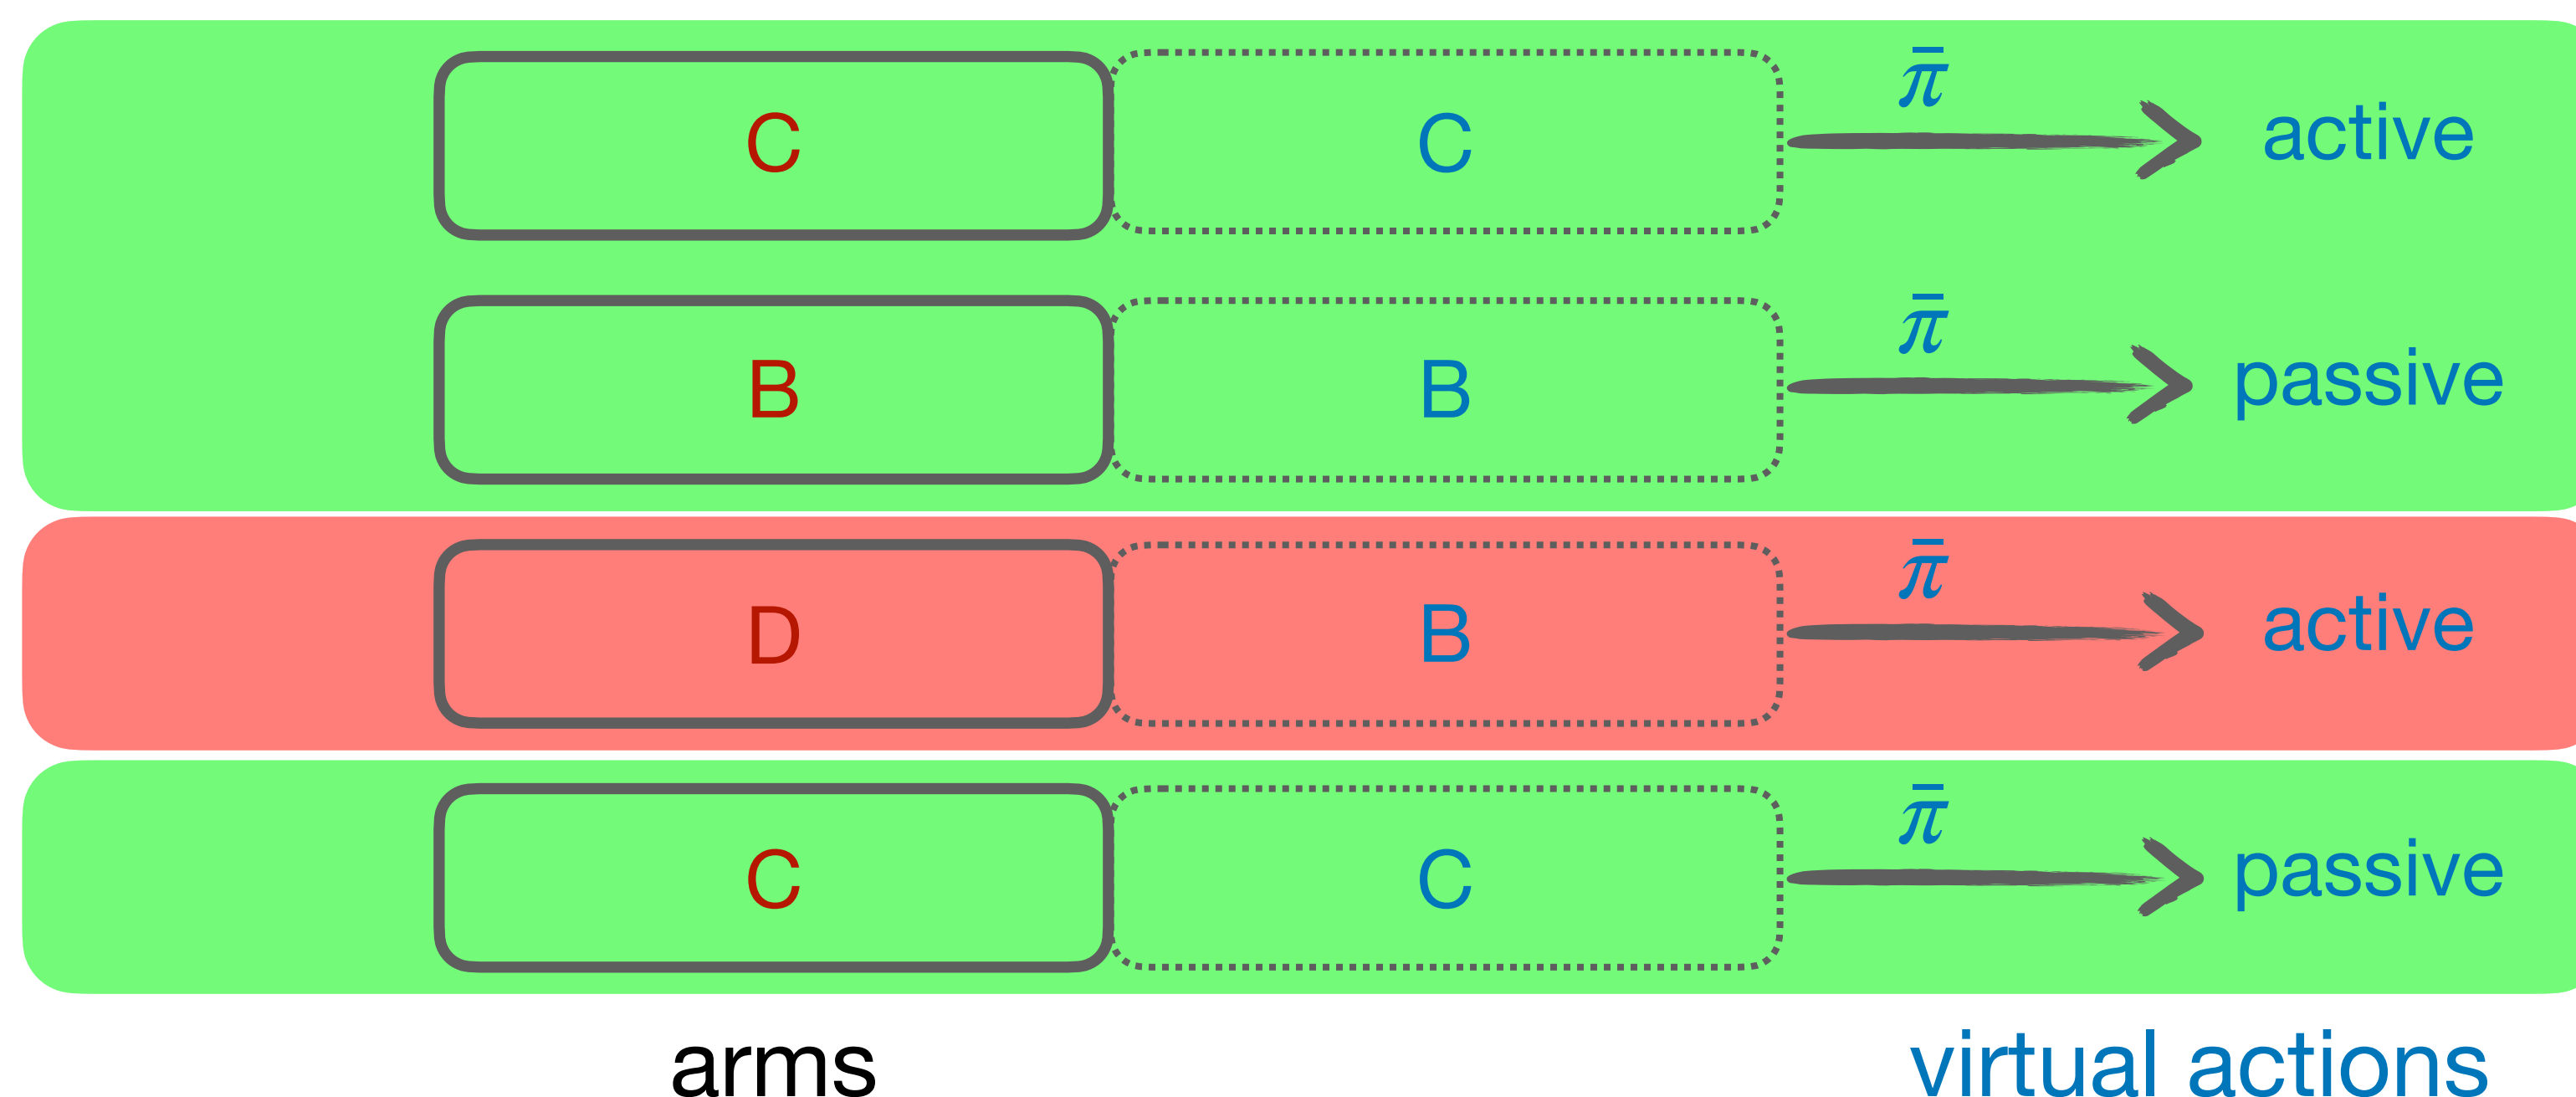 C C π̄ active
B B π̄ passive
D B π̄ active
C C π̄ passive
arms virtual actions